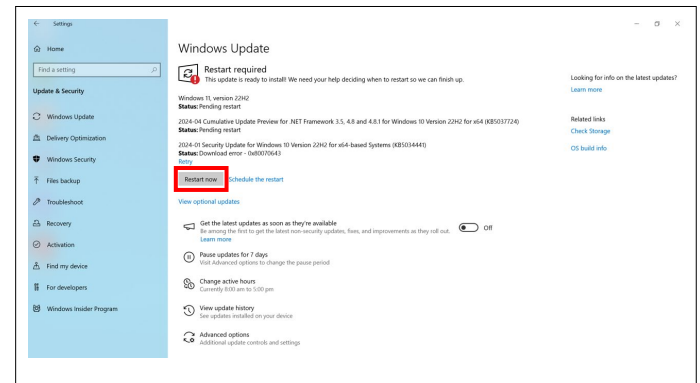 Settings
Home
Find a setting
Update & Security
Windows Update
Delivery Optimization
Windows Security
Files backup
Troubleshoot
Recovery
Activation
Find my device
For developers
Windows Insider Program
Windows Update
Restart required
This update is ready to install! We need your help deciding when to restart so we can finish up.
Windows 11, version 22H2
Status: Pending restart
2024-04 Cumulative Update Preview for .NET Framework 3.5, 4.8 and 4.8.1 for Windows 10 Version 22H2 for x64 (KB5037724)
Status: Pending restart
2024-01 Security Update for Windows 10 Version 22H2 for x64-based Systems (KB5034441)
Status: Download error - 0x80070643
Retry
Restart now Schedule the restart
View optional updates
Get the latest updates as soon as they're available
Be among the first to get the latest non-security updates, fixes, and improvements as they roll out.
Learn more
Off
Pause updates for 7 days
Visit Advanced options to change the pause period
Change active hours
Currently 8:00 am to 5:00 pm
View update history
See updates installed on your device
Advanced options
Additional update controls and settings
Looking for info on the latest updates?
Learn more
Related links
Check Storage
OS build info